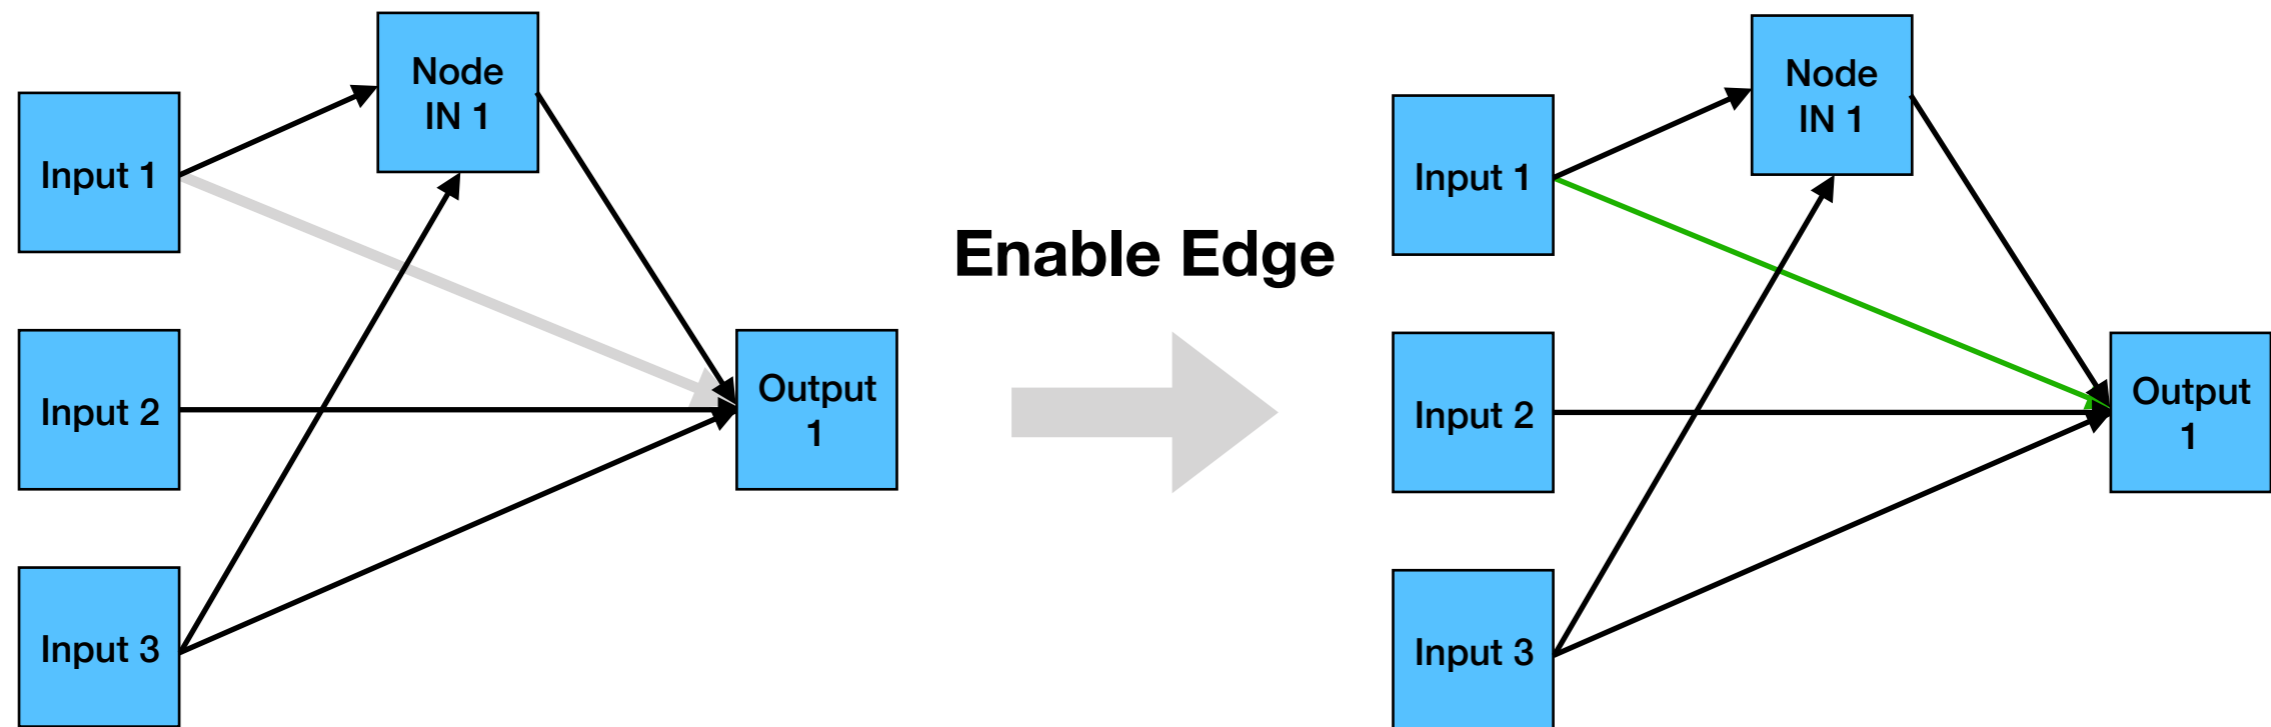 Node
IN 1
Input 1
Input 2
Output
1
Input 3
Enable Edge
Node
IN 1
Input 1
Input 2
Output
1
Input 3